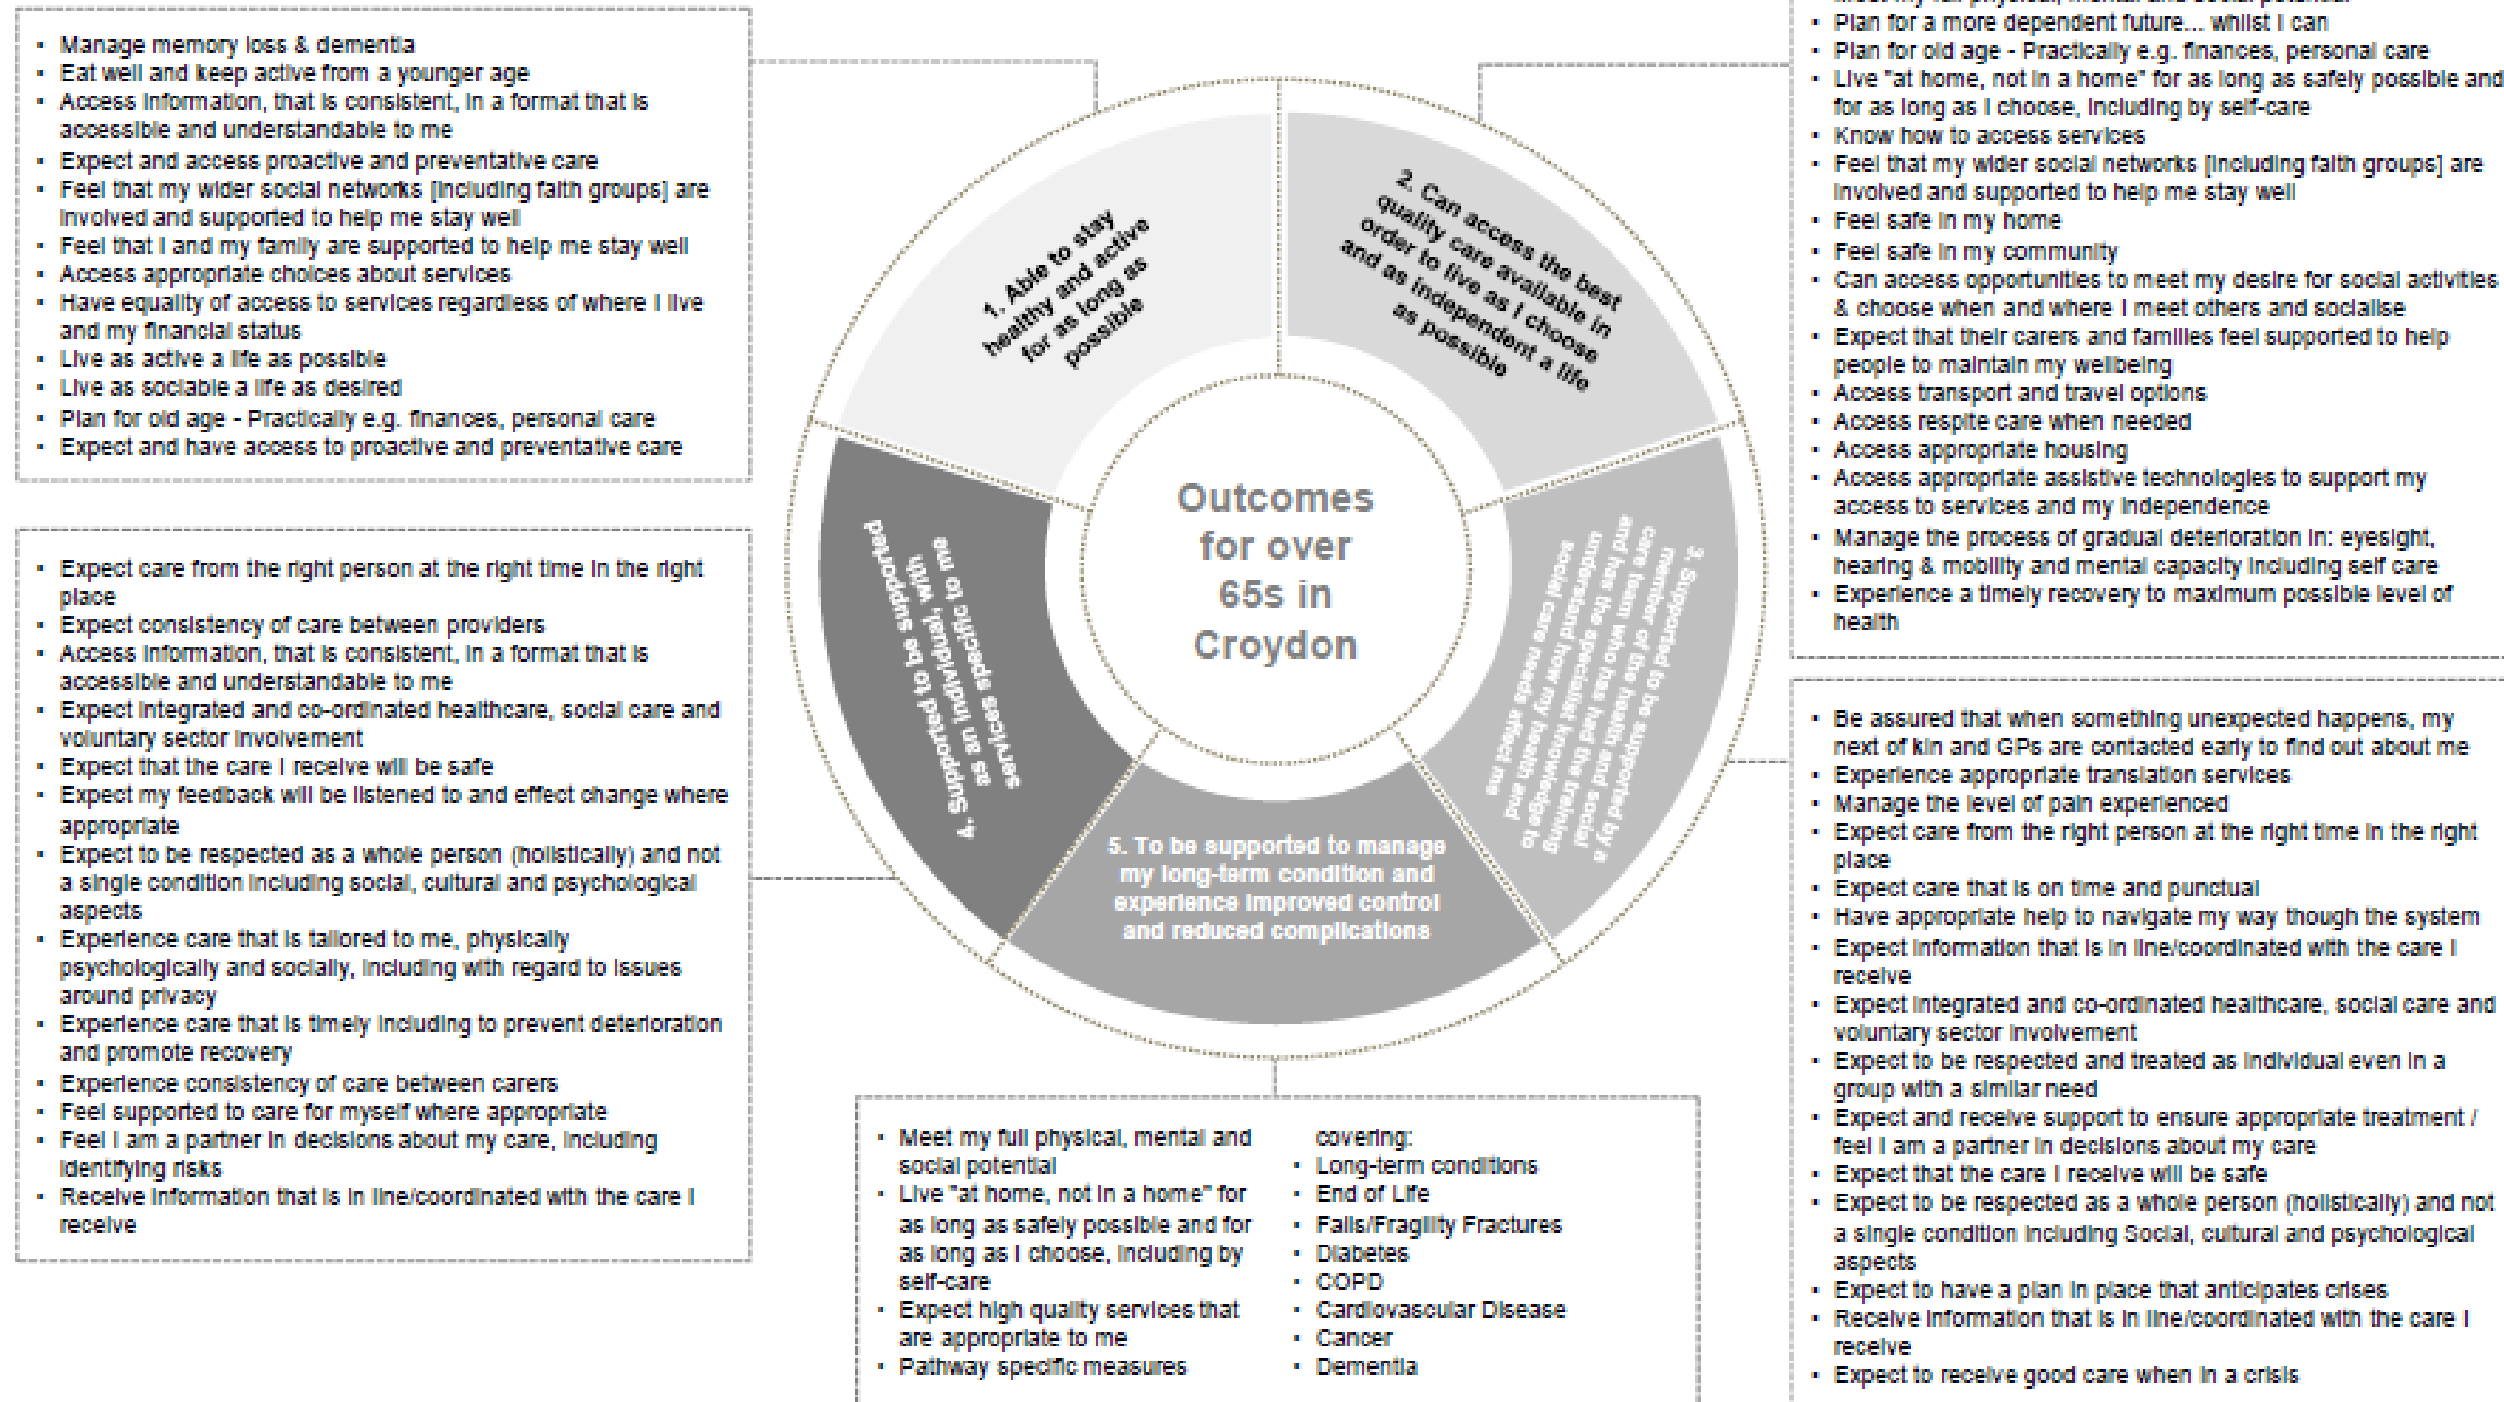 ▪ Manage memory loss & dementia
▪ Eat well and keep active from a younger age
▪ Access information, that is consistent, in a format that is
accessible and understandable to me
▪ Expect and access proactive and preventative care
▪ Feel that my wider social networks [including faith groups] are
involved and supported to help me stay well
▪ Feel that I and my family are supported to help me stay well
▪ Access appropriate choices about services
▪ Have equality of access to services regardless of where I live
and my financial status
▪ Live as active a life as possible
▪ Live as sociable a life as desired
▪ Plan for old age - Practically e.g. finances, personal care
▪ Expect and have access to proactive and preventative care
▪ Expect care from the right person at the right time in the right
place
▪ Expect consistency of care between providers
▪ Access information, that is consistent, in a format that is
accessible and understandable to me
▪ Expect integrated and co-ordinated healthcare, social care and
voluntary sector involvement
▪ Expect that the care I receive will be safe
▪ Expect my feedback will be listened to and effect change where
appropriate
▪ Expect to be respected as a whole person (holistically) and not
a single condition including social, cultural and psychological
aspects
▪ Experience care that is tailored to me, physically
psychologically and socially, including with regard to issues
around privacy
▪ Experience care that is timely including to prevent deterioration
and promote recovery
▪ Experience consistency of care between carers
▪ Feel supported to care for myself where appropriate
▪ Feel I am a partner in decisions about my care, including
identifying risks
▪ Receive information that is in line/coordinated with the care I
receive
1. Able to stay
healthy and active
for as long as
possible
2. Can access the best
quality care available in
order to live as I choose
and as independent a life
as possible
3. Supported to be supported by a
member of the health and social
care team who has had the training
and has the specialist knowledge to
understand how my health and
social care needs affect me
4. Supported to be supported
as an individual, with
services specific to me
5. To be supported to manage
my long-term condition and
experience improved control
and reduced complications
Outcomes
for over
65s in
Croydon
▪ Meet my full physical, mental and
social potential
▪ Live "at home, not in a home" for
as long as safely possible and for
as long as I choose, including by
self-care
▪ Expect high quality services that
are appropriate to me
▪ Pathway specific measures
covering:
▪ Long-term conditions
▪ End of Life
▪ Falls/Fragility Fractures
▪ Diabetes
▪ COPD
▪ Cardiovascular Disease
▪ Cancer
▪ Dementia
▪ Plan for a more dependent future... whilst I can
▪ Plan for old age - Practically e.g. finances, personal care
▪ Live "at home, not in a home" for as long as safely possible and
for as long as I choose, including by self-care
▪ Know how to access services
▪ Feel that my wider social networks [including faith groups] are
involved and supported to help me stay well
▪ Feel safe in my home
▪ Feel safe in my community
▪ Can access opportunities to meet my desire for social activities
& choose when and where I meet others and socialise
▪ Expect that their carers and families feel supported to help
people to maintain my wellbeing
▪ Access transport and travel options
▪ Access respite care when needed
▪ Access appropriate housing
▪ Access appropriate assistive technologies to support my
access to services and my independence
▪ Manage the process of gradual deterioration in: eyesight,
hearing & mobility and mental capacity including self care
▪ Experience a timely recovery to maximum possible level of
health
▪ Be assured that when something unexpected happens, my
next of kin and GPs are contacted early to find out about me
▪ Experience appropriate translation services
▪ Manage the level of pain experienced
▪ Expect care from the right person at the right time in the right
place
▪ Expect care that is on time and punctual
▪ Have appropriate help to navigate my way though the system
▪ Expect information that is in line/coordinated with the care I
receive
▪ Expect integrated and co-ordinated healthcare, social care and
voluntary sector involvement
▪ Expect to be respected and treated as individual even in a
group with a similar need
▪ Expect and receive support to ensure appropriate treatment /
feel I am a partner in decisions about my care
▪ Expect that the care I receive will be safe
▪ Expect to be respected as a whole person (holistically) and not
a single condition including Social, cultural and psychological
aspects
▪ Expect to have a plan in place that anticipates crises
▪ Receive information that is in line/coordinated with the care I
receive
▪ Expect to receive good care when in a crisis